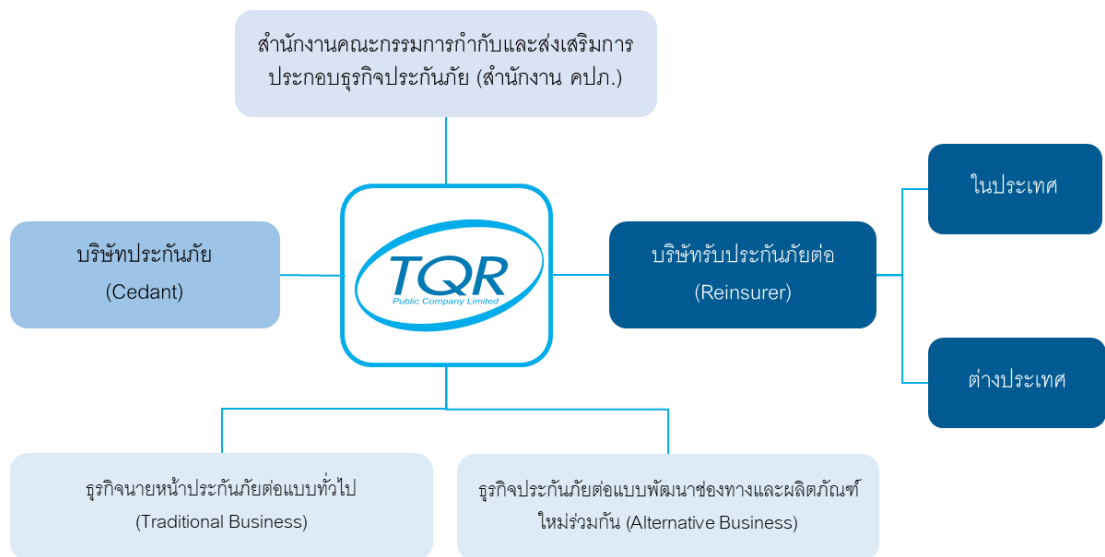 สำนักงานคณะกรรมการกำกับและส่งเสริมการ
ประกอบธุรกิจประกันภัย (สำนักงาน คปภ.)
บริษัทประกันภัย
(Cedant)
TQR
Public Company Limited
บริษัทรับประกันภัยต่อ
(Reinsurer)
ในประเทศ
ต่างประเทศ
ธุรกิจนายหน้าประกันภัยต่อแบบทั่วไป
(Traditional Business)
ธุรกิจประกันภัยต่อแบบพัฒนาช่องทางและผลิตภัณฑ์
ใหม่ร่วมกัน (Alternative Business)